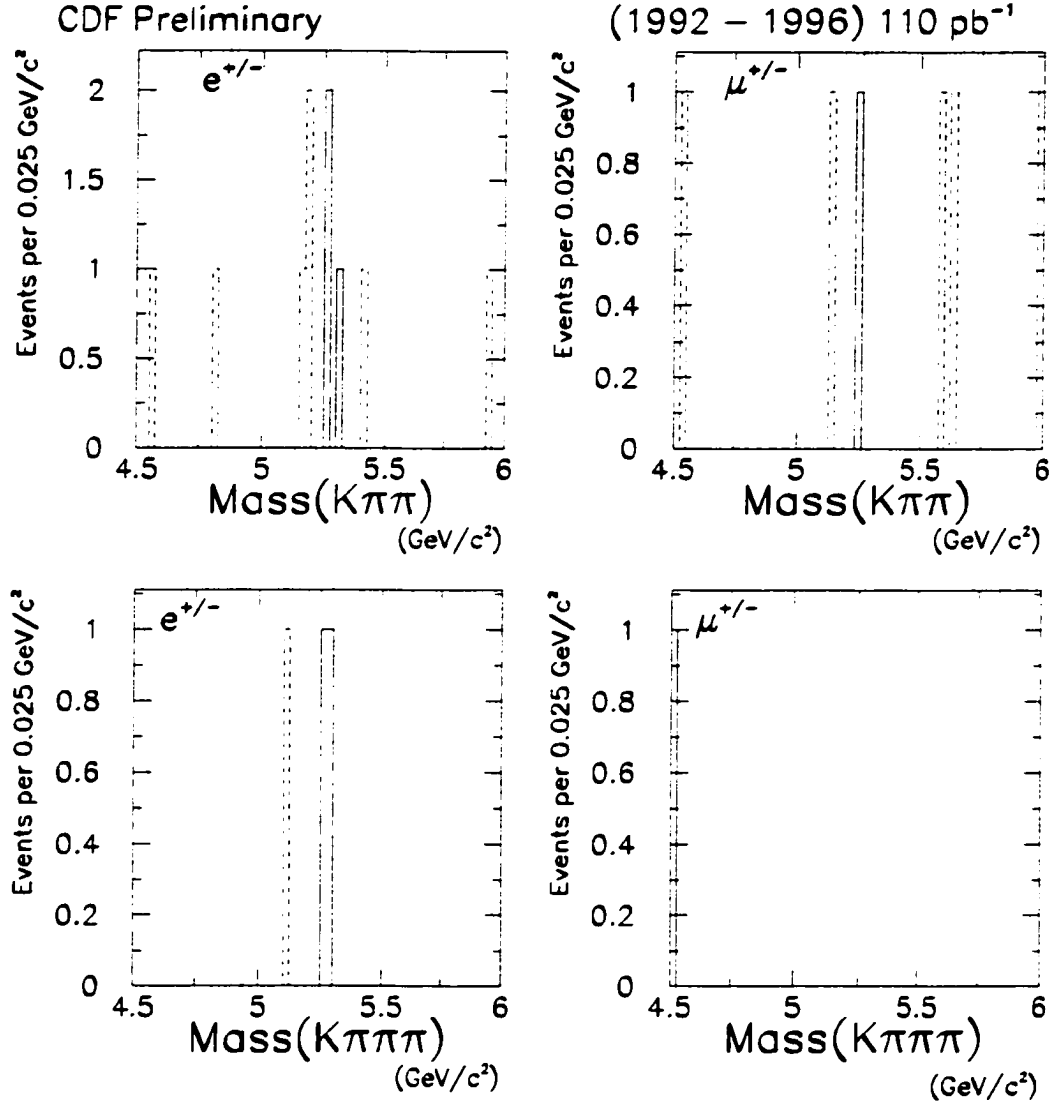 CDF Preliminary
(1992 – 1996) 110 pb⁻¹
Events per 0.025 GeV/c²
e⁺/⁻
2
1.5
1
0.5
0
4.5 5 5.5 6
Mass(Kππ)
(GeV/c²)
Events per 0.025 GeV/c²
μ⁺/⁻
1
0.8
0.6
0.4
0.2
0
4.5 5 5.5 6
Mass(Kππ)
(GeV/c²)
Events per 0.025 GeV/c²
e⁺/⁻
1
0.8
0.6
0.4
0.2
0
4.5 5 5.5 6
Mass(Kπππ)
(GeV/c²)
Events per 0.025 GeV/c²
μ⁺/⁻
1
0.8
0.6
0.4
0.2
0
4.5 5 5.5 6
Mass(Kπππ)
(GeV/c²)